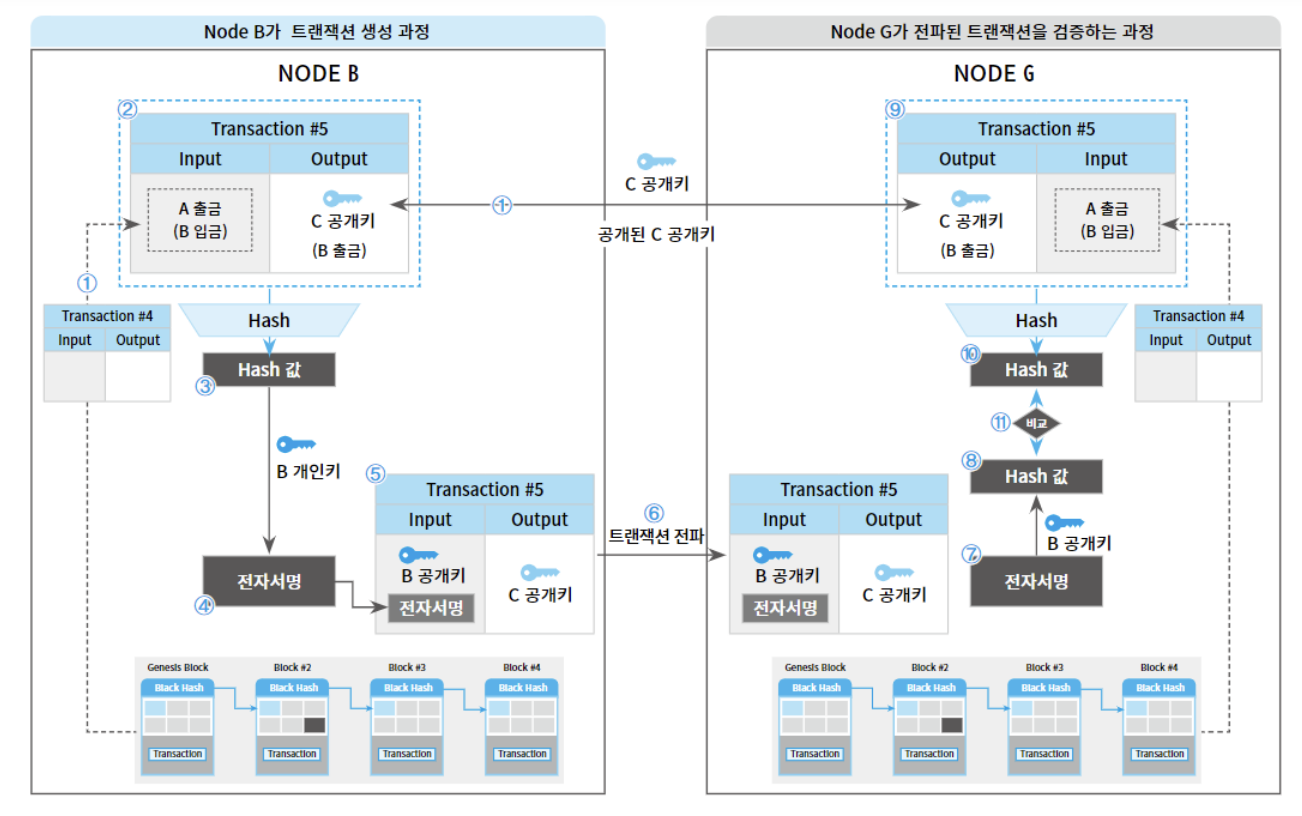 Node B가 트랜잭션 생성 과정
NODE B
②
Transaction #5
Input Output
A 출금
(B 입금)
C 공개키
(B 출금)
①
Transaction #4
Input Output
Hash
③
Hash 값
B 개인키
④
전자서명
⑤
Transaction #5
Input Output
B 공개키
전자서명
C 공개키
Genesis Block Block #2 Block #3 Block #4
Black Hash Black Hash Black Hash Black Hash
Transaction Transaction Transaction Transaction
C 공개키
①
공개된 C 공개키
⑥
트랜잭션 전파
Node G가 전파된 트랜잭션을 검증하는 과정
NODE G
⑨
Transaction #5
Output Input
C 공개키
(B 출금)
A 출금
(B 입금)
Transaction #4
Input Output
Hash
⑩
Hash 값
⑪
비교
⑧
Hash 값
B 공개키
⑦
전자서명
Transaction #5
Input Output
B 공개키
전자서명
C 공개키
Genesis Block Block #2 Block #3 Block #4
Black Hash Black Hash Black Hash Black Hash
Transaction Transaction Transaction Transaction